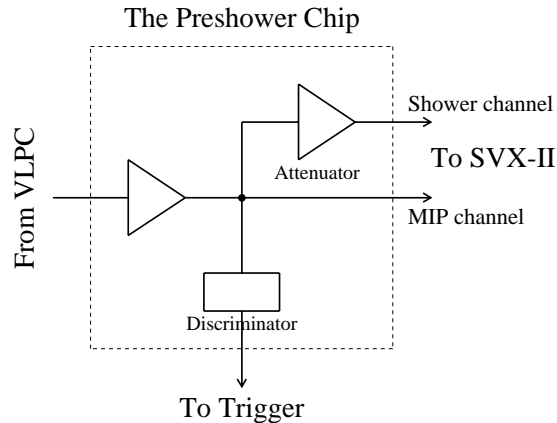 The Preshower Chip
Shower channel
Attenuator
To SVX-II
From VLPC
MIP channel
Discriminator
To Trigger